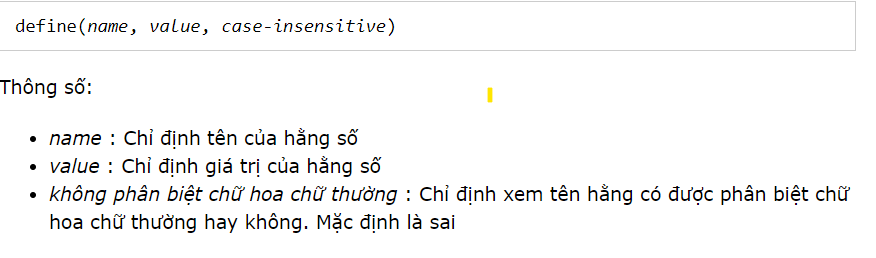 define(name, value, case-insensitive)
Thông số:
• name : Chỉ định tên của hằng số
• value : Chỉ định giá trị của hằng số
• không phân biệt chữ hoa chữ thường : Chỉ định xem tên hằng có được phân biệt chữ
hoa chữ thường hay không. Mặc định là sai